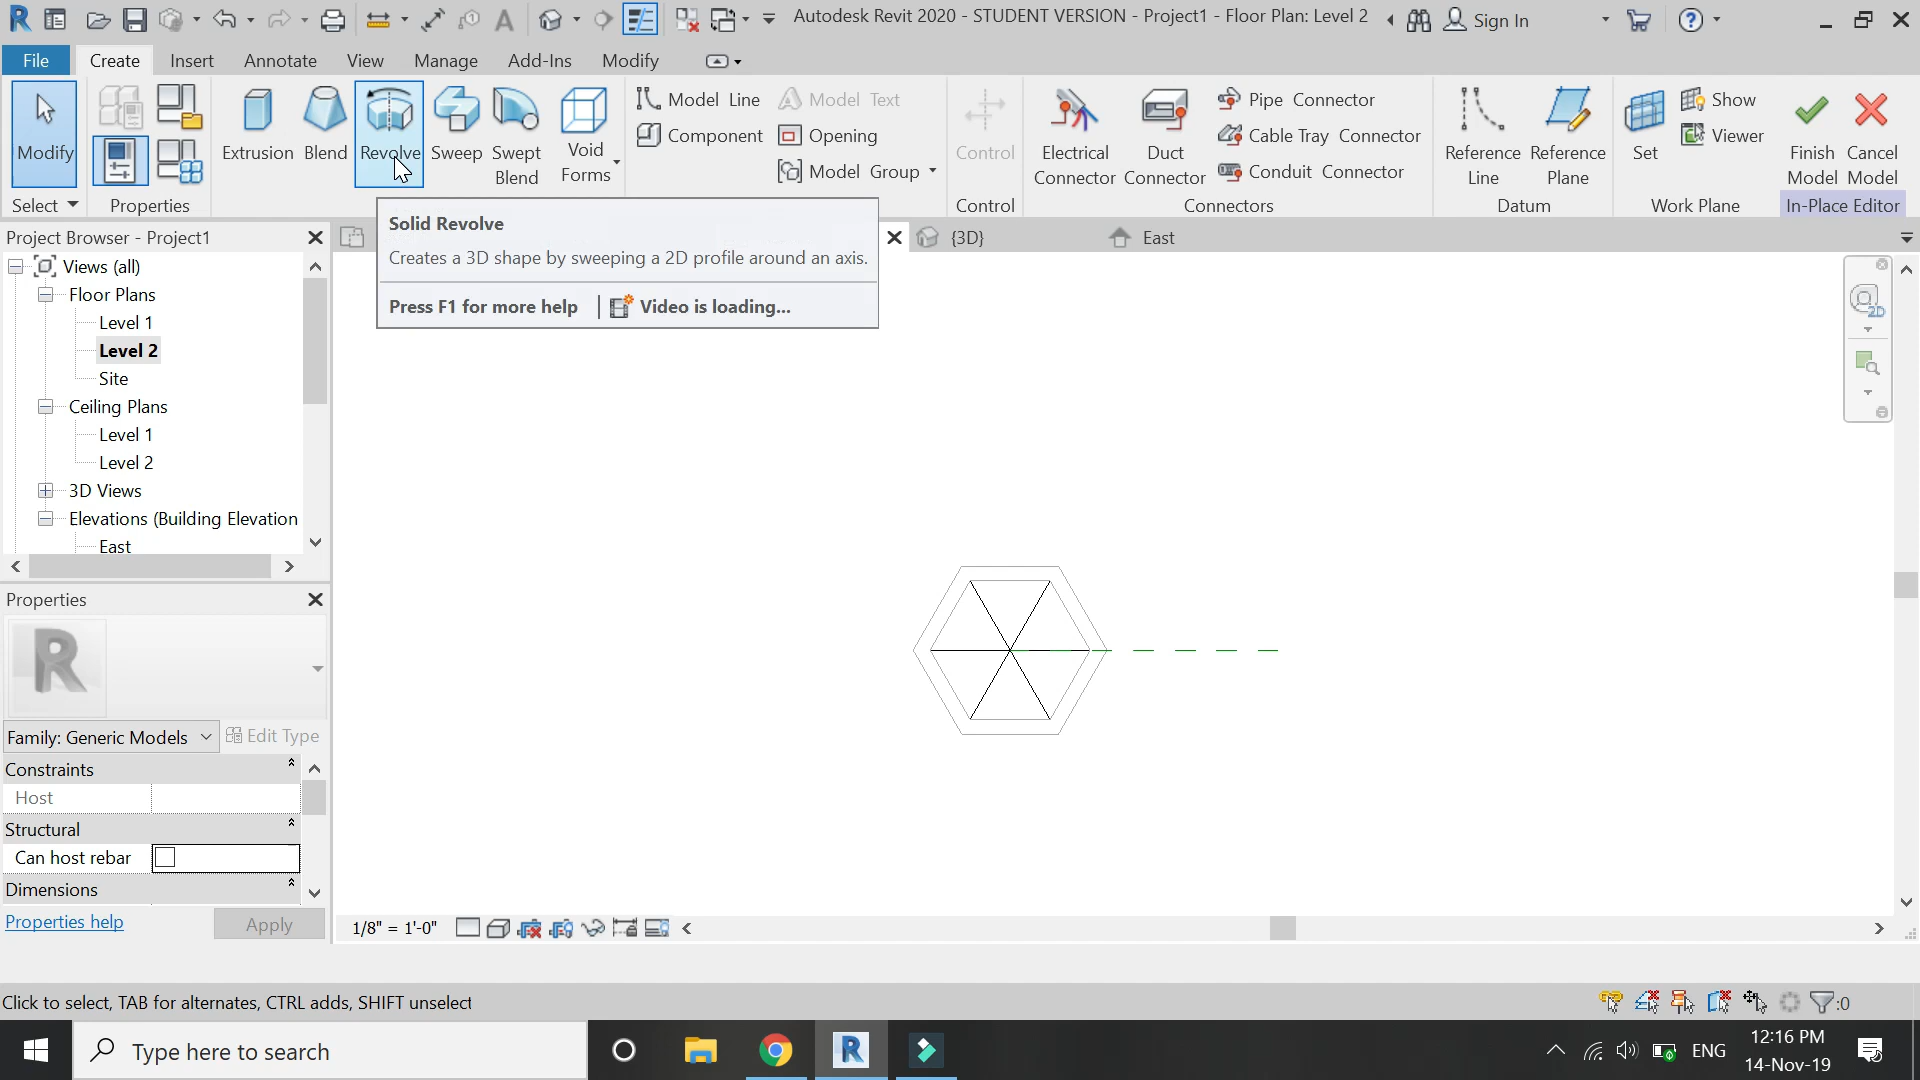 Autodesk Revit 2020 - STUDENT VERSION - Project1 - Floor Plan: Level 2
Sign In
File Create Insert Annotate View Manage Add-Ins Modify
Modify
Extrusion Blend Revolve Sweep Swept Blend Void Forms
Model Line
Component
Model Text
Opening
Model Group
Control
Electrical Connector
Duct Connector
Pipe Connector
Cable Tray Connector
Conduit Connector
Reference Line
Reference Plane
Set
Show
Viewer
Finish Model
Cancel Model
Select Properties Control Connectors Datum Work Plane In-Place Editor
Solid Revolve
Creates a 3D shape by sweeping a 2D profile around an axis.
Press F1 for more help
Video is loading...
{3D}
East
Project Browser - Project1
Views (all)
Floor Plans
Level 1
Level 2
Site
Ceiling Plans
Level 1
Level 2
3D Views
Elevations (Building Elevation
East
Properties
R
Family: Generic Models
Edit Type
Constraints
Host
Structural
Can host rebar
Dimensions
Properties help
Apply
2D
1/8" = 1'-0"
Click to select, TAB for alternates, CTRL adds, SHIFT unselect
:0
Type here to search
ENG
12:16 PM
14-Nov-19